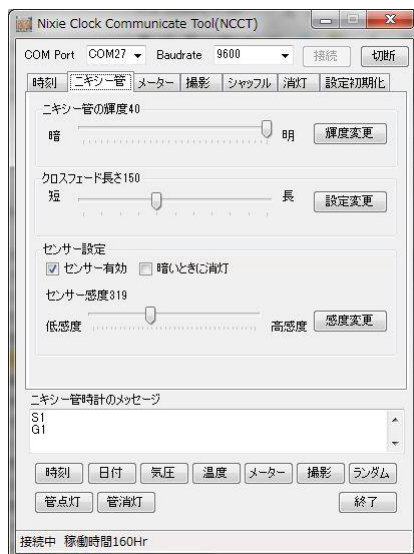 Nixie Clock Communicate Tool(NCCT)
COM Port COM27 Baudrate 9600 接続 切断
時刻 ニキシー管 メーター 撮影 シャッフル 消灯 設定初期化
ニキシー管の輝度40
暗 明 輝度変更
クロスフェード長さ150
短 長 設定変更
センサー設定
センサー有効 暗いときに消灯
センサー感度319
低感度 高感度 感度変更
ニキシー管時計のメッセージ
S1
G1
時刻 日付 気圧 温度 メーター 撮影 ランダム
管点灯 管消灯 終了
接続中 稼働時間160Hr